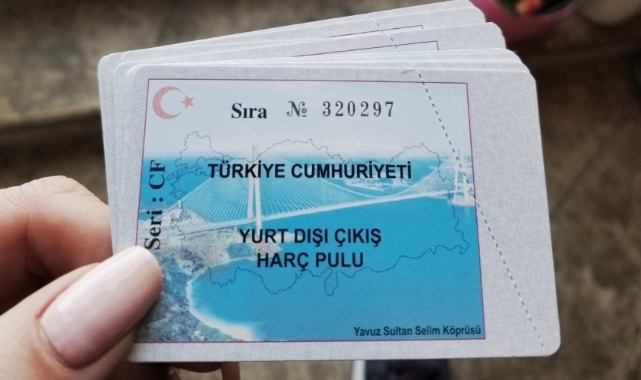 Sıra № 320297
Seri : CF
TÜRKİYE CUMHURİYETİ
YURT DIŞI ÇIKIŞ
HARÇ PULU
Yavuz Sultan Selim Köprüsü